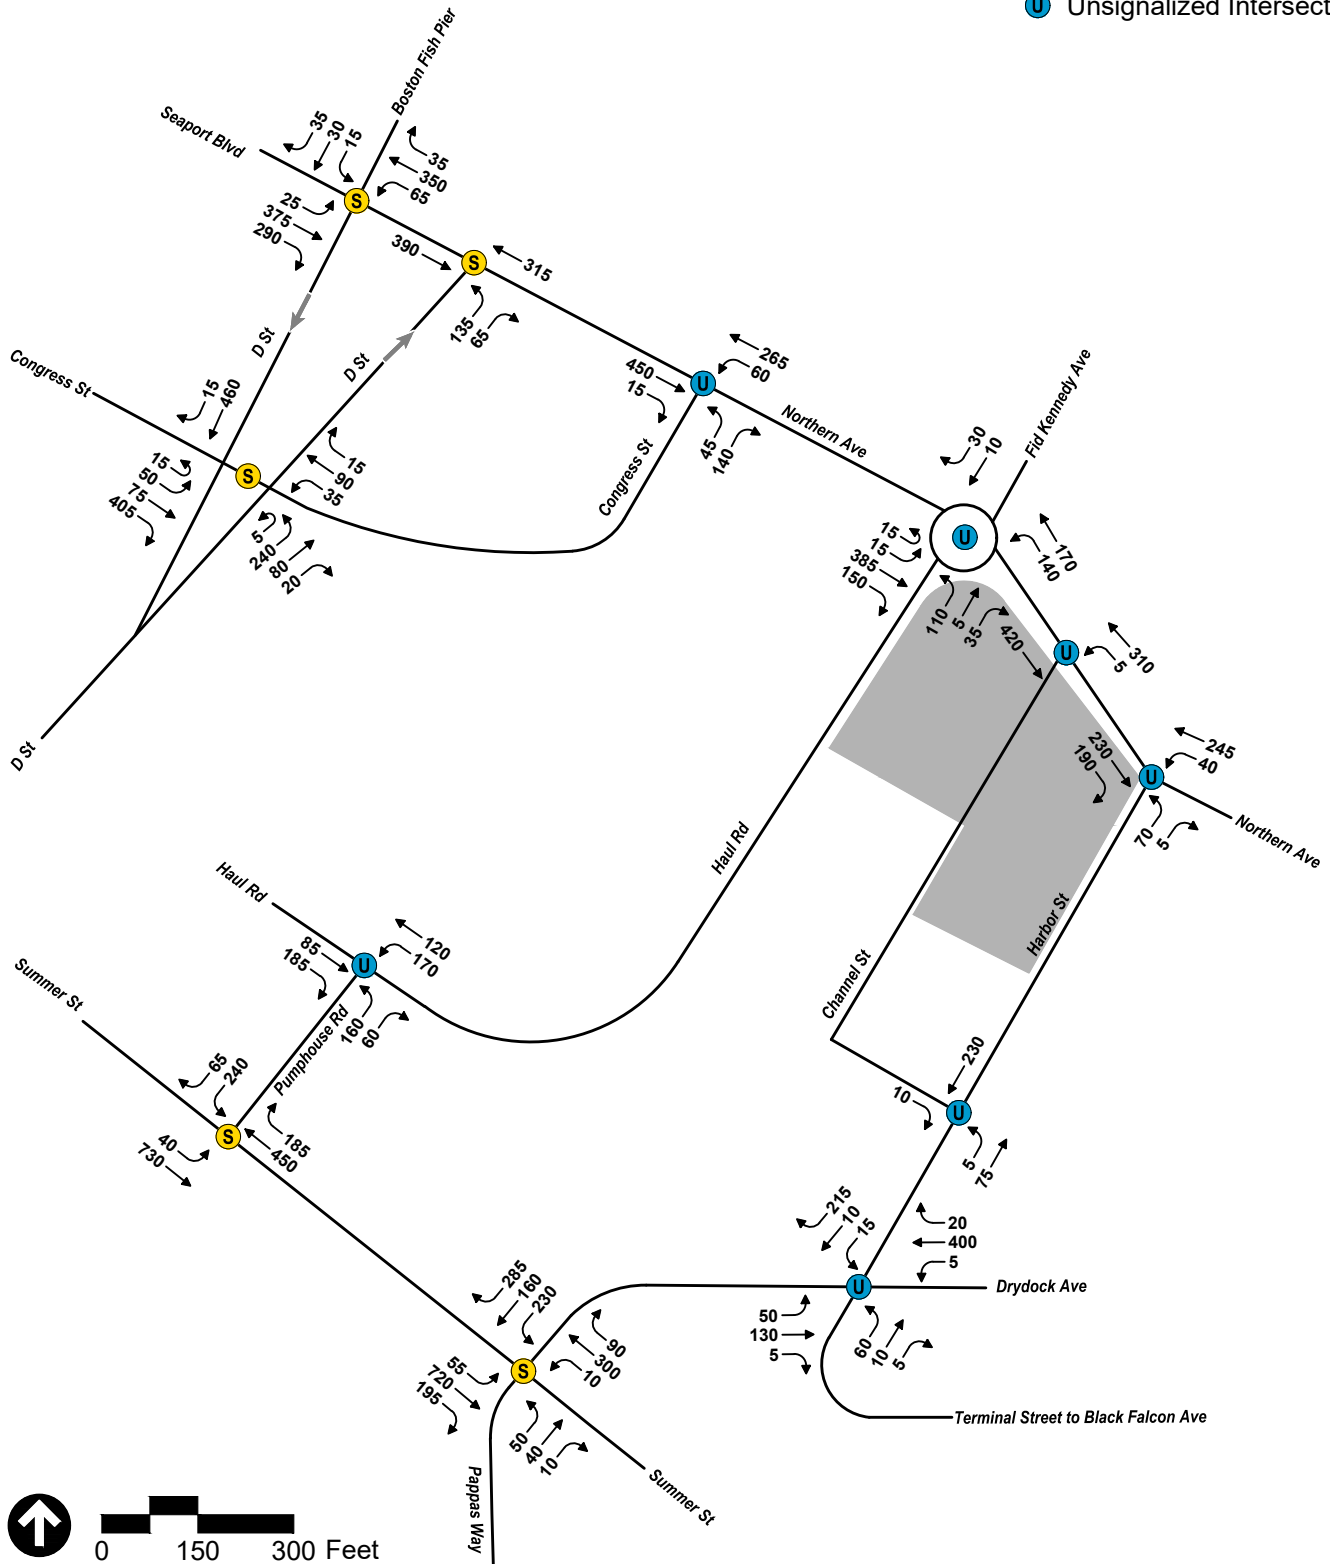 U Unsignalized Intersect
Boston Fish Pier
Seaport Blvd
35
30
15
35
350
65
25
375
290
S
390
S
315
135
65
D St
D St
Congress St
15
460
15
50
75
405
S
15
90
35
5
240
80
20
D St
450
15
U
265
60
45
140
Congress St
Northern Ave
Fid Kennedy Ave
30
10
15
15
385
150
U
170
140
110
5
35
420
U
310
5
230
190
U
245
40
70
5
Northern Ave
Haul Rd
Haul Rd
85
185
U
120
170
160
60
Pumphouse Rd
Summer St
65
240
40
730
S
185
450
Channel St
Harbor St
230
10
U
5
75
215
10
15
20
400
5
U
Drydock Ave
50
130
5
60
10
5
Terminal Street to Black Falcon Ave
285
160
230
55
720
195
S
90
300
10
50
40
10
Pappas Way
Summer St
0 150 300 Feet